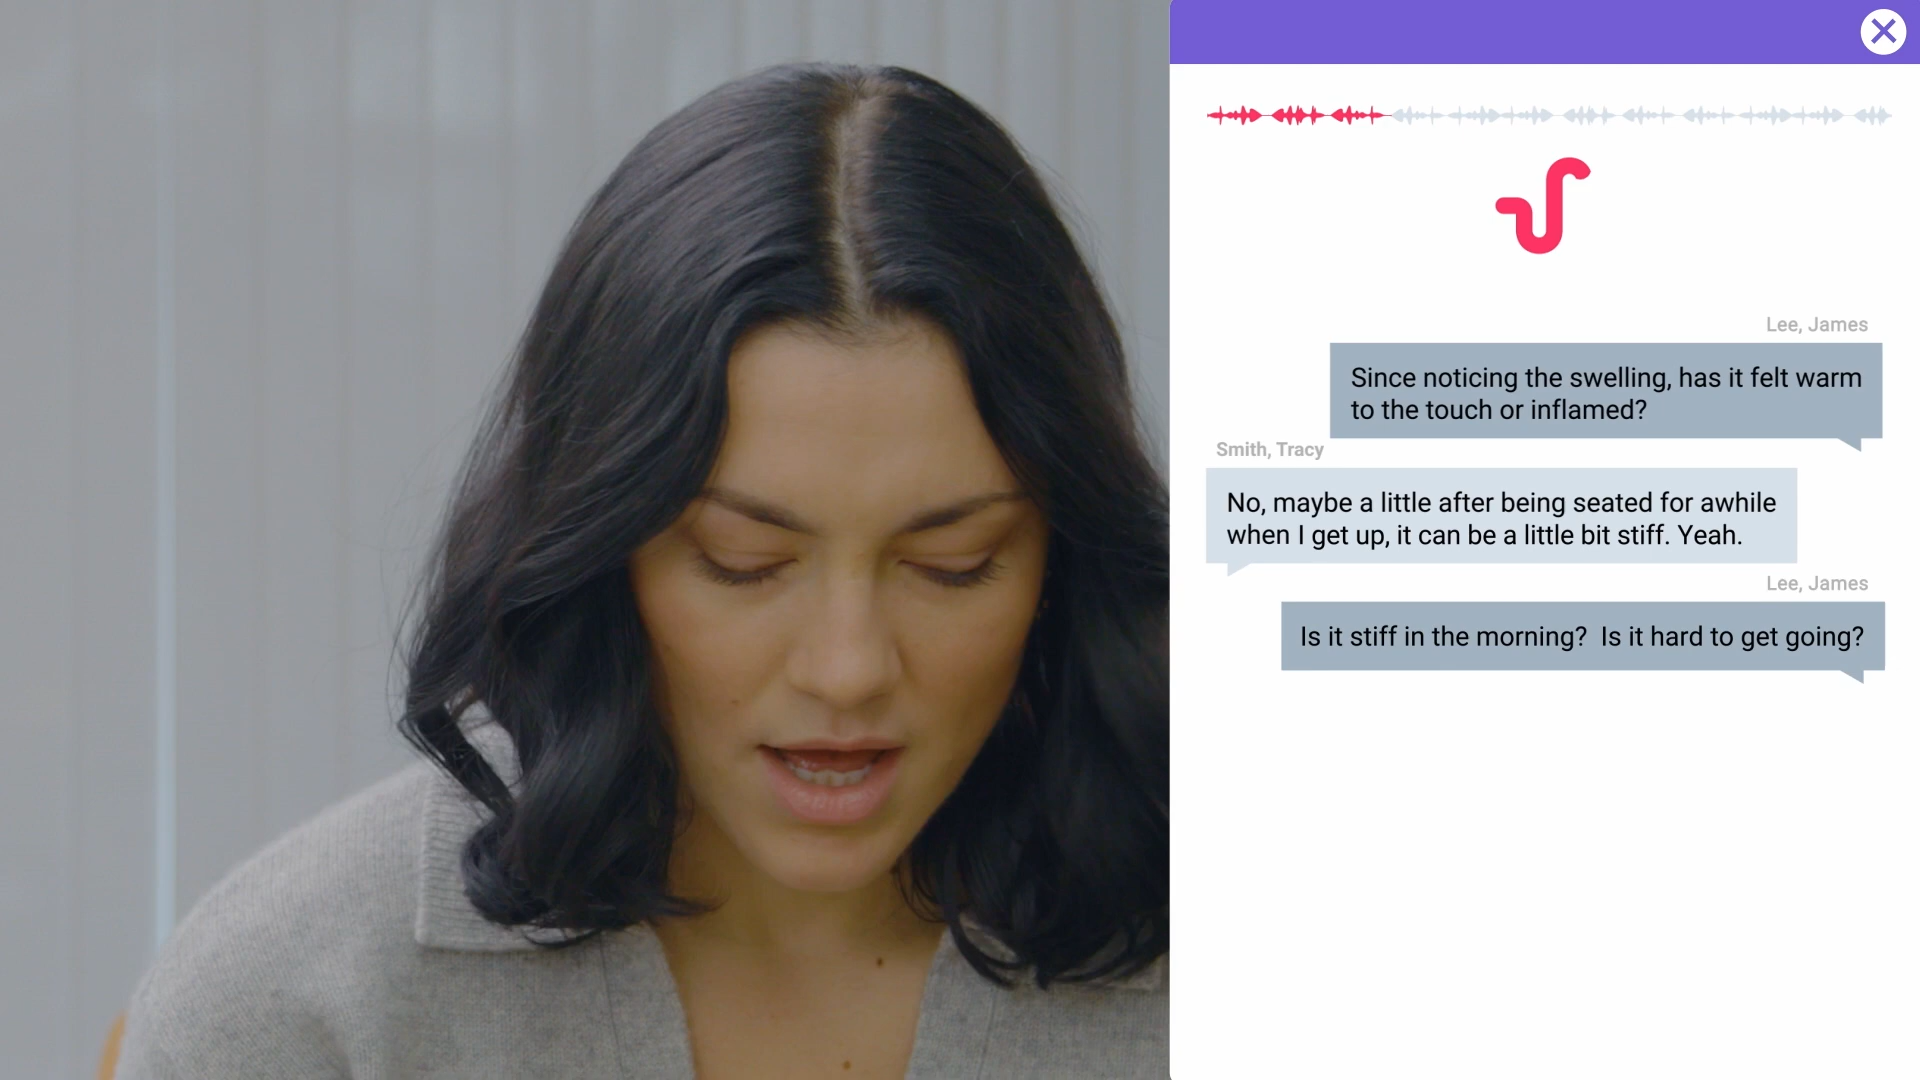 Lee, James
Since noticing the swelling, has it felt warm
to the touch or inflamed?
Smith, Tracy
No, maybe a little after being seated for awhile
when I get up, it can be a little bit stiff. Yeah.
Lee, James
Is it stiff in the morning?  Is it hard to get going?